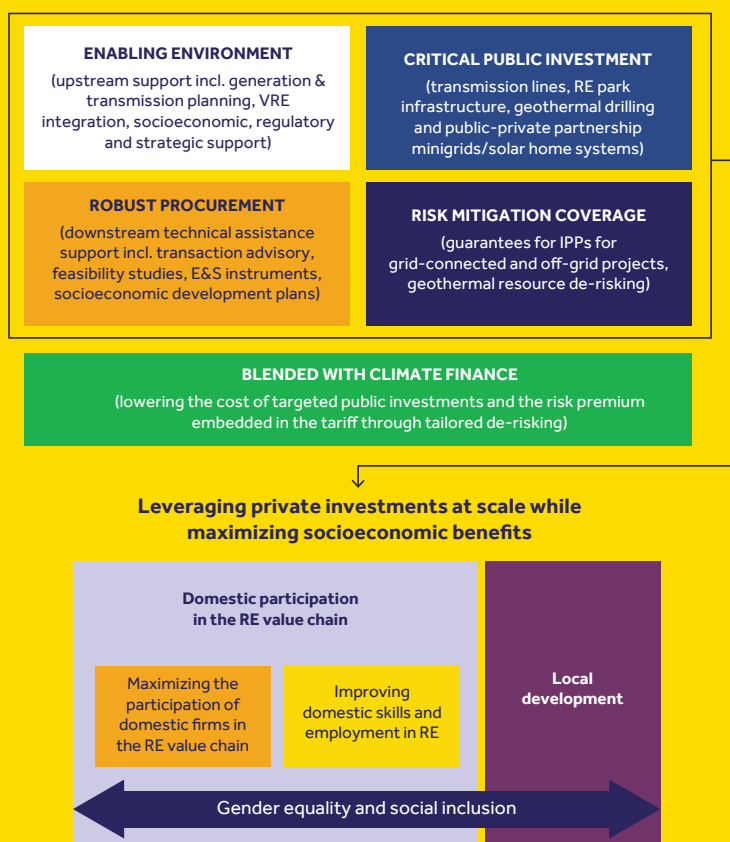 ENABLING ENVIRONMENT
(upstream support incl. generation &
transmission planning, VRE
integration, socioeconomic, regulatory
and strategic support)
CRITICAL PUBLIC INVESTMENT
(transmission lines, RE park
infrastructure, geothermal drilling
and public-private partnership
minigrids/solar home systems)
ROBUST PROCUREMENT
(downstream technical assistance
support incl. transaction advisory,
feasibility studies, E&S instruments,
socioeconomic development plans)
RISK MITIGATION COVERAGE
(guarantees for IPPs for
grid-connected and off-grid projects,
geothermal resource de-risking)
BLENDED WITH CLIMATE FINANCE
(lowering the cost of targeted public investments and the risk premium
embedded in the tariff through tailored de-risking)
Leveraging private investments at scale while
maximizing socioeconomic benefits
Domestic participation
in the RE value chain
Maximizing the
participation of
domestic firms in
the RE value chain
Improving
domestic skills and
employment in RE
Local
development
Gender equality and social inclusion